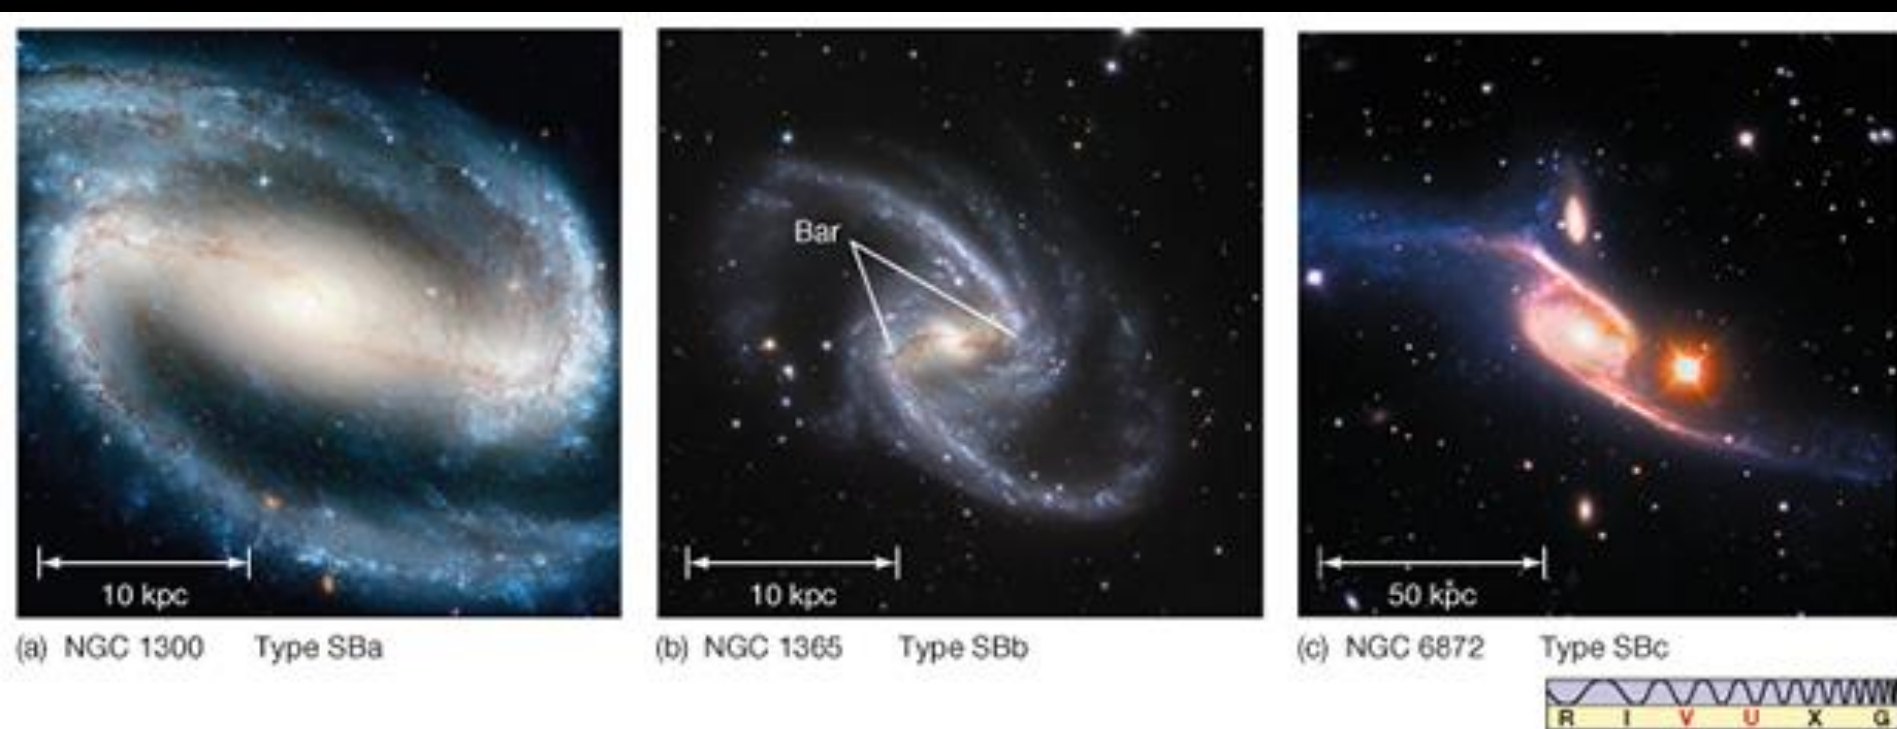 Bar
10 kpc
10 kpc
50 kpc
(a) NGC 1300 Type SBa
(b) NGC 1365 Type SBb
(c) NGC 6872 Type SBc
R I V U X G